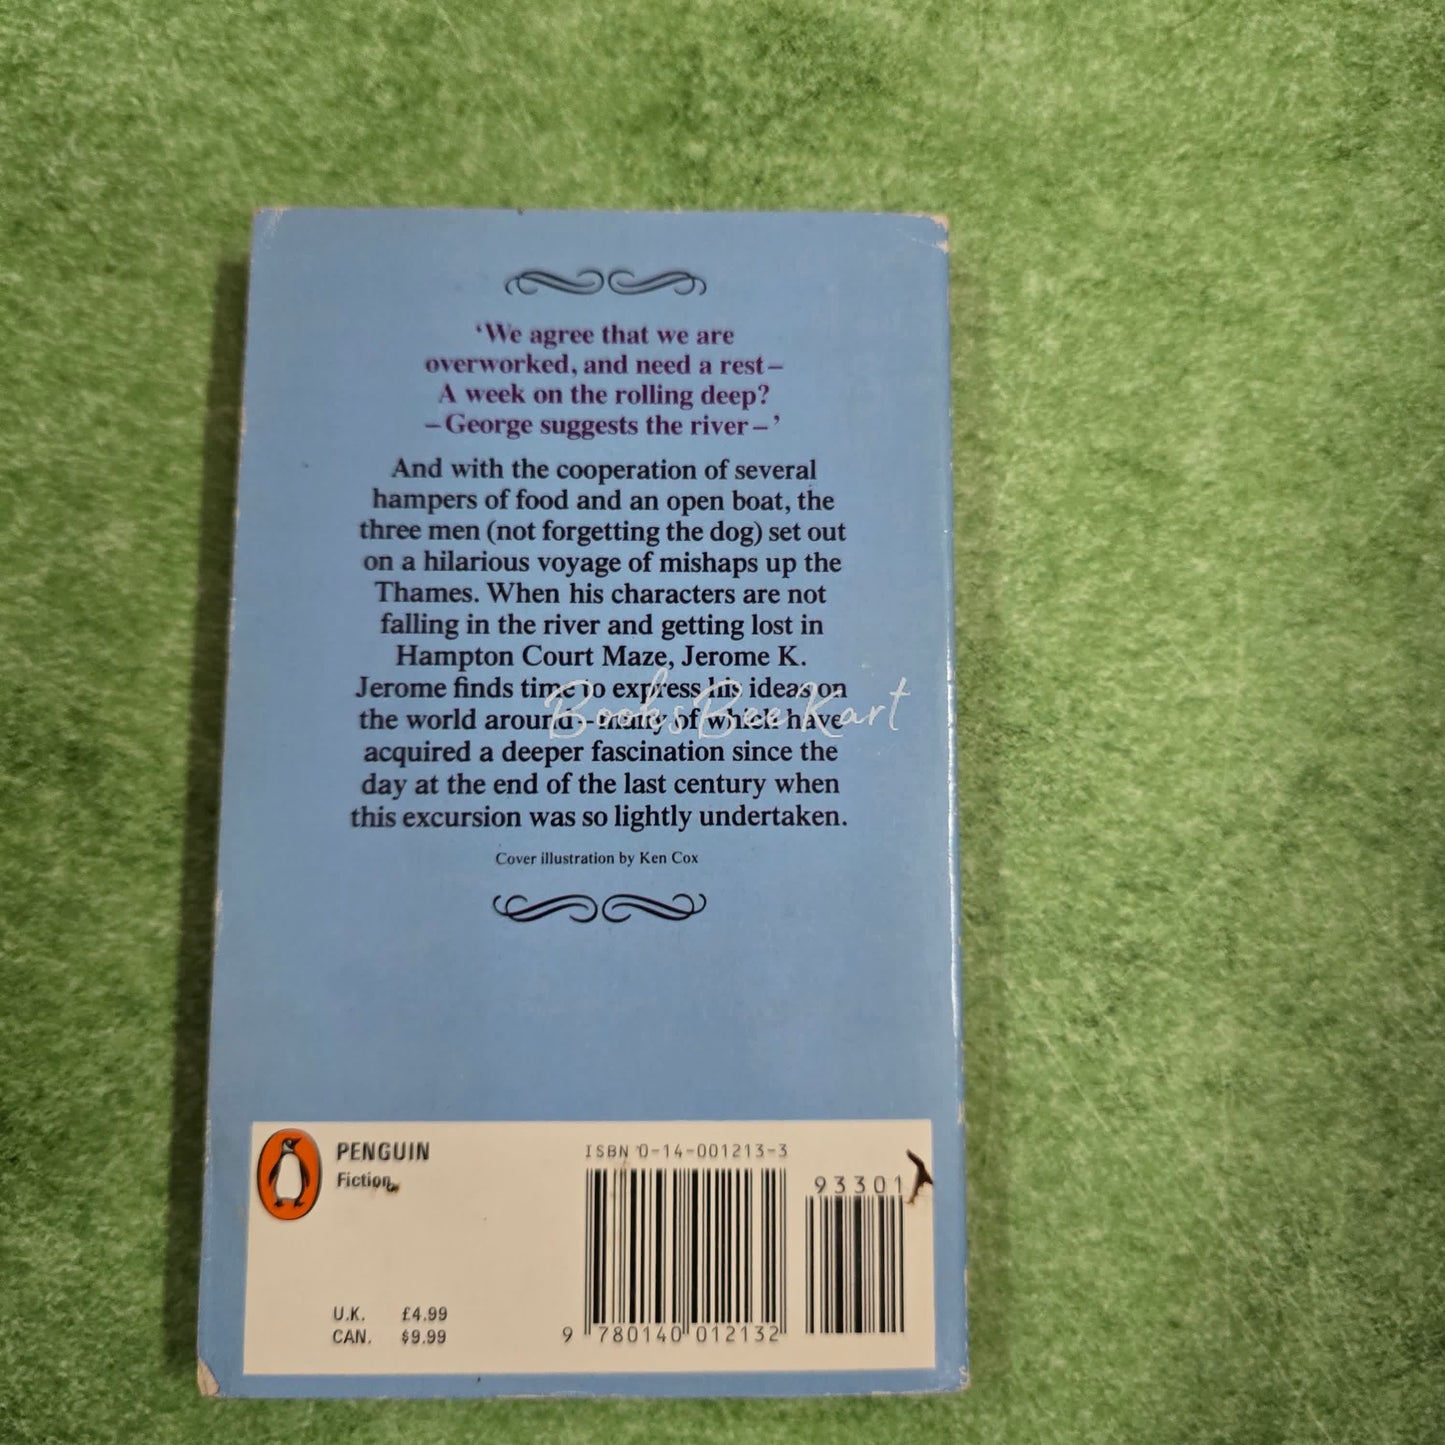 ‘We agree that we are
overworked, and need a rest–
A week on the rolling deep?
– George suggests the river – ’
And with the cooperation of several
hampers of food and an open boat, the
three men (not forgetting the dog) set out
on a hilarious voyage of mishaps up the
Thames. When his characters are not
falling in the river and getting lost in
Hampton Court Maze, Jerome K.
Jerome finds time to express his ideas on
the world around – many of which have
acquired a deeper fascination since the
day at the end of the last century when
this excursion was so lightly undertaken.
BooksBeeKart
Cover illustration by Ken Cox
PENGUIN
Fiction
U.K. £4.99
CAN. $9.99
ISBN 0-14-001213-3
93301
9 780140 012132